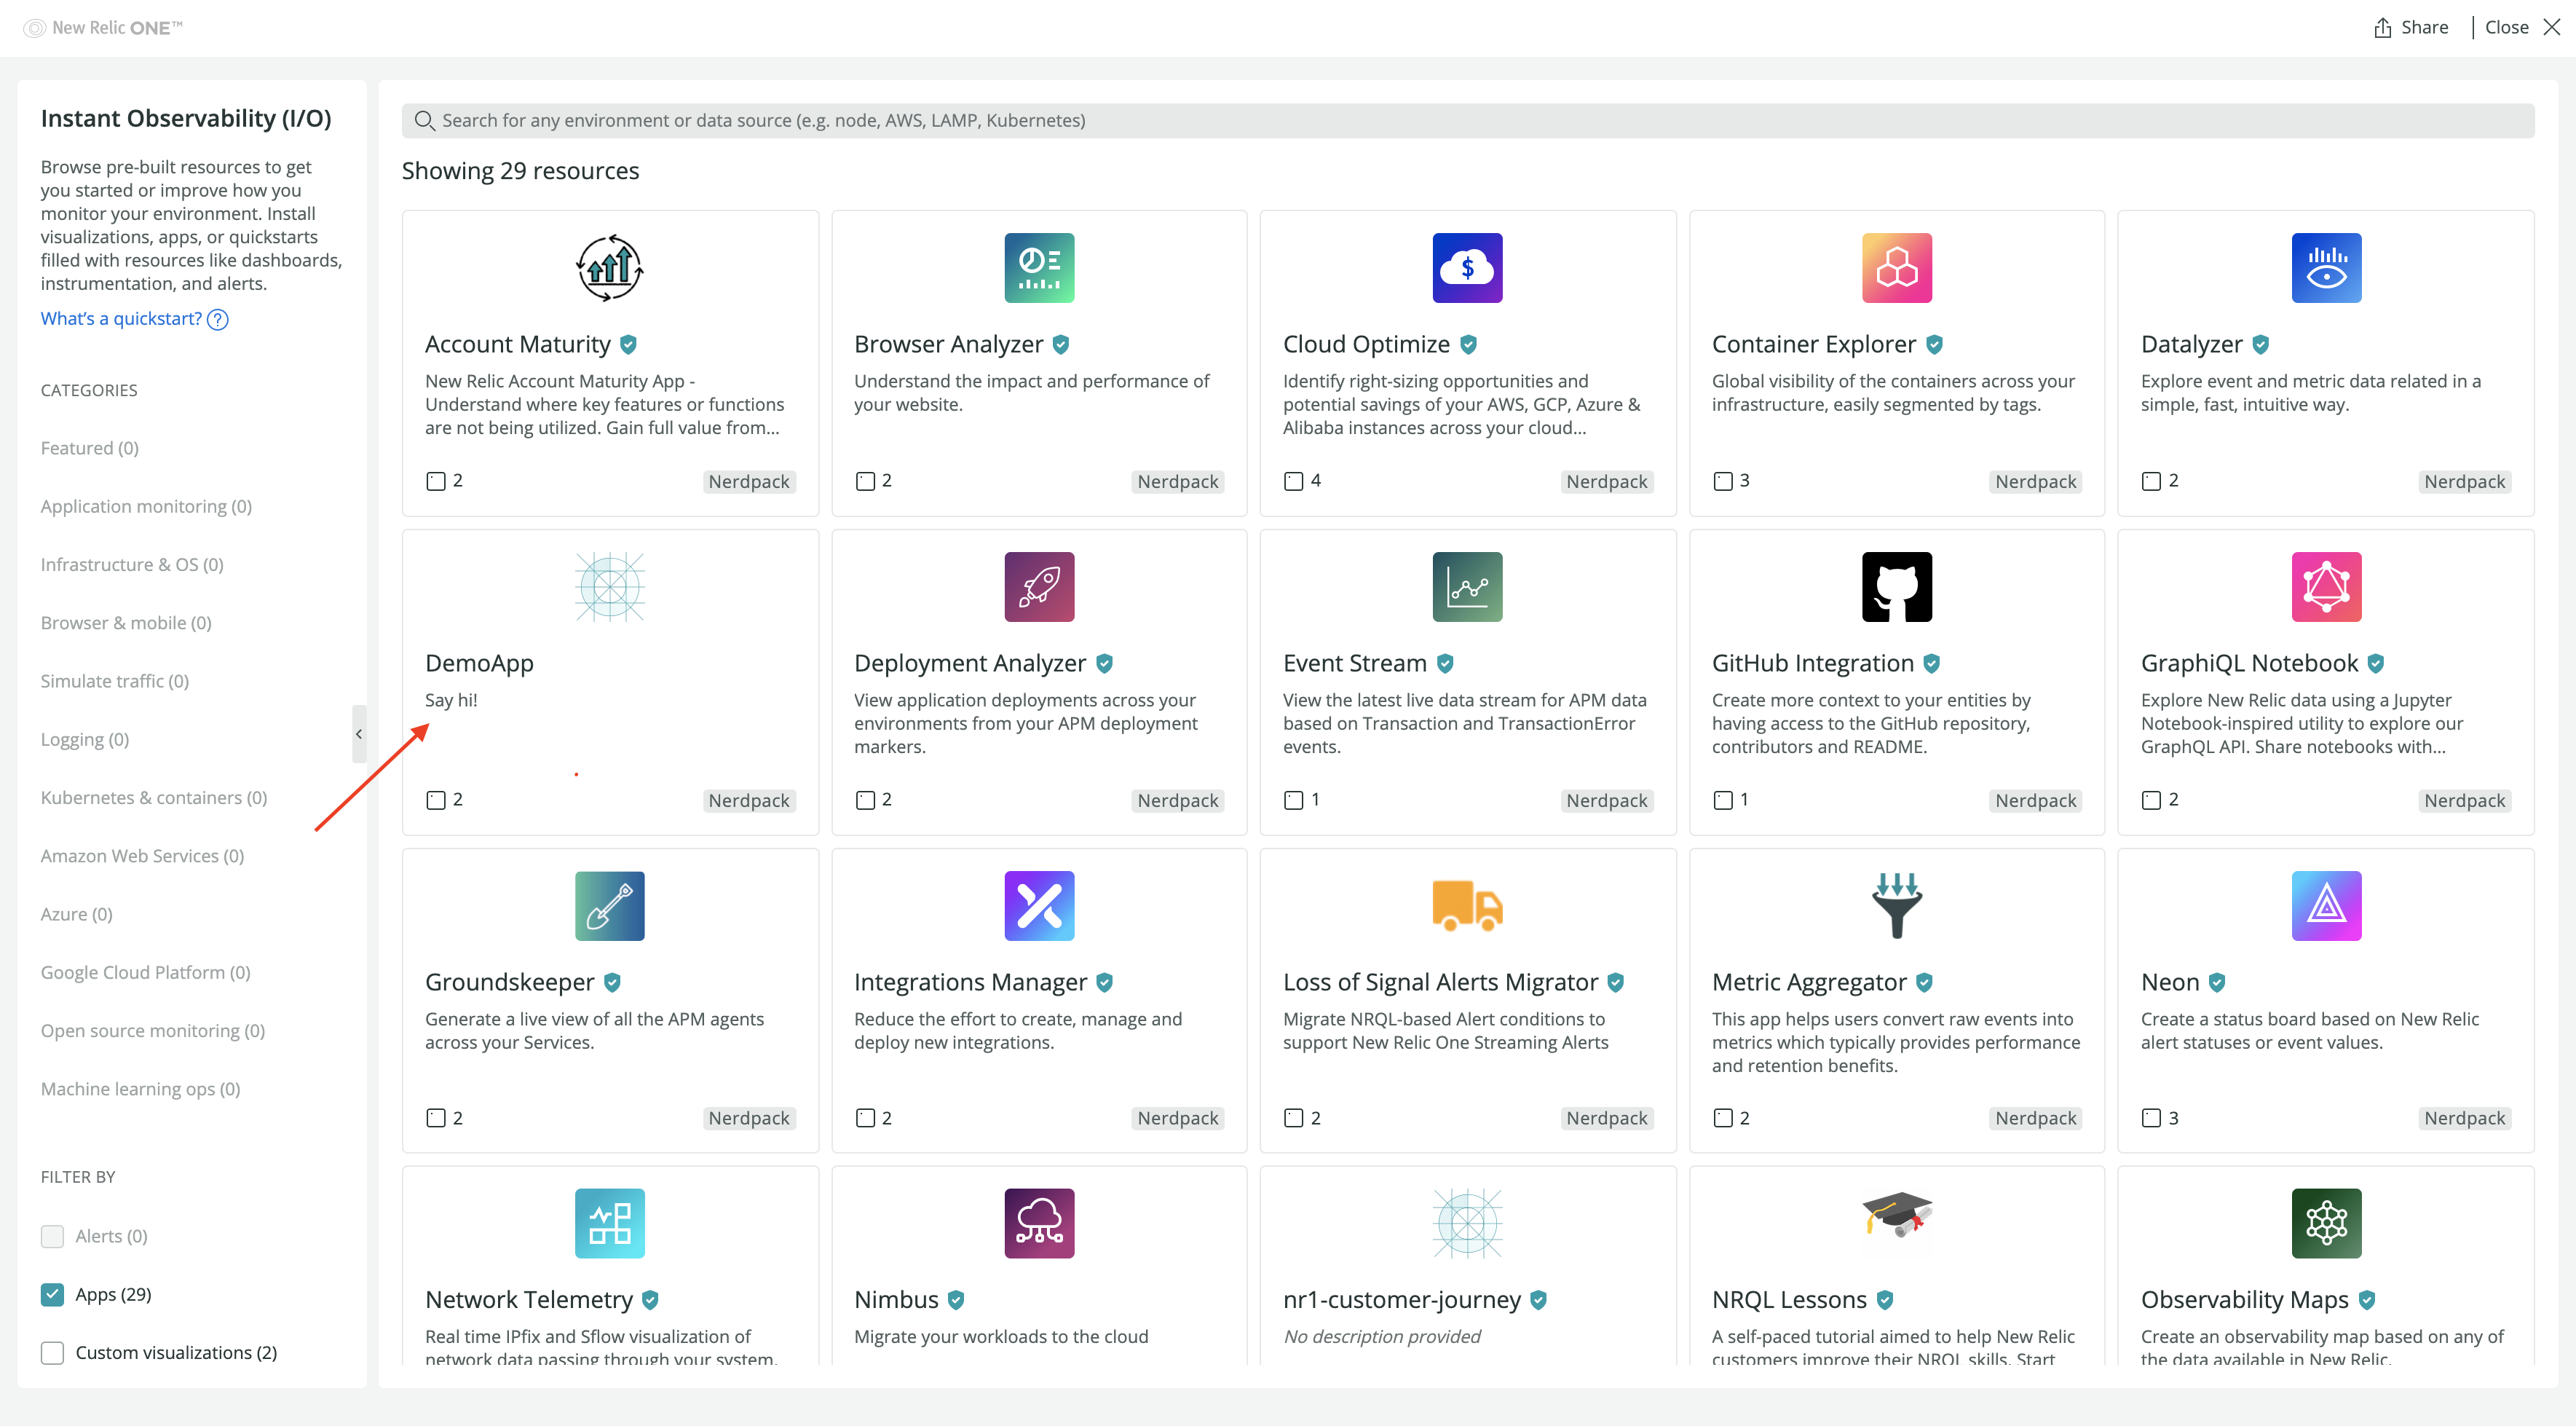 New Relic ONE™
Share
Close
Instant Observability (I/O)
Browse pre-built resources to get
you started or improve how you
monitor your environment. Install
visualizations, apps, or quickstarts
filled with resources like dashboards,
instrumentation, and alerts.
What's a quickstart?
CATEGORIES
Featured (0)
Application monitoring (0)
Infrastructure & OS (0)
Browser & mobile (0)
Simulate traffic (0)
Logging (0)
Kubernetes & containers (0)
Amazon Web Services (0)
Azure (0)
Google Cloud Platform (0)
Open source monitoring (0)
Machine learning ops (0)
FILTER BY
Alerts (0)
Apps (29)
Custom visualizations (2)
Search for any environment or data source (e.g. node, AWS, LAMP, Kubernetes)
Showing 29 resources
Account Maturity
New Relic Account Maturity App -
Understand where key features or functions
are not being utilized. Gain full value from...
2
Nerdpack
Browser Analyzer
Understand the impact and performance of
your website.
2
Nerdpack
Cloud Optimize
Identify right-sizing opportunities and
potential savings of your AWS, GCP, Azure &
Alibaba instances across your cloud...
4
Nerdpack
Container Explorer
Global visibility of the containers across your
infrastructure, easily segmented by tags.
3
Nerdpack
Datalyzer
Explore event and metric data related in a
simple, fast, intuitive way.
2
Nerdpack
DemoApp
Say hi!
2
Nerdpack
Deployment Analyzer
View application deployments across your
environments from your APM deployment
markers.
2
Nerdpack
Event Stream
View the latest live data stream for APM data
based on Transaction and TransactionError
events.
1
Nerdpack
GitHub Integration
Create more context to your entities by
having access to the GitHub repository,
contributors and README.
1
Nerdpack
GraphiQL Notebook
Explore New Relic data using a Jupyter
Notebook-inspired utility to explore our
GraphQL API. Share notebooks with...
2
Nerdpack
Groundskeeper
Generate a live view of all the APM agents
across your Services.
2
Nerdpack
Integrations Manager
Reduce the effort to create, manage and
deploy new integrations.
2
Nerdpack
Loss of Signal Alerts Migrator
Migrate NRQL-based Alert conditions to
support New Relic One Streaming Alerts
2
Nerdpack
Metric Aggregator
This app helps users convert raw events into
metrics which typically provides performance
and retention benefits.
2
Nerdpack
Neon
Create a status board based on New Relic
alert statuses or event values.
3
Nerdpack
Network Telemetry
Real time IPfix and Sflow visualization of
network data passing through your system.
Nimbus
Migrate your workloads to the cloud
nr1-customer-journey
No description provided
NRQL Lessons
A self-paced tutorial aimed to help New Relic
customers improve their NRQL skills. Start
Observability Maps
Create an observability map based on any of
the data available in New Relic.